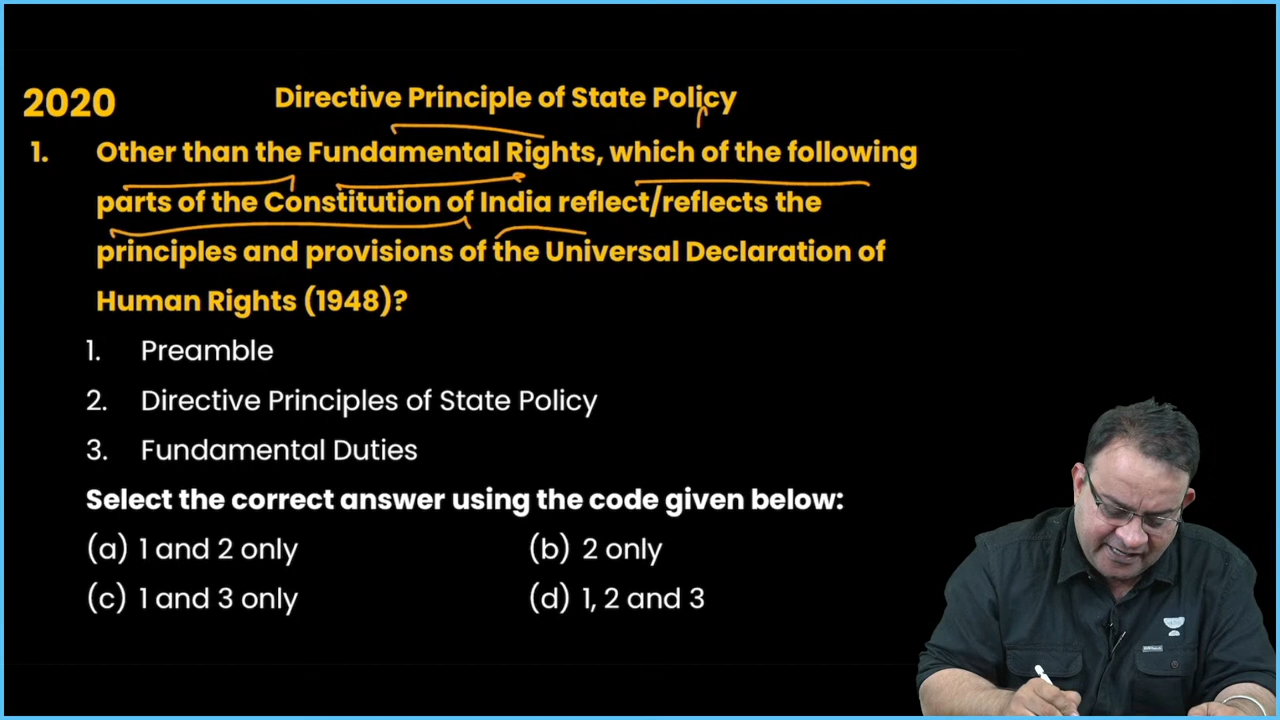 2020
Directive Principle of State Policy
1. Other than the Fundamental Rights, which of the following
parts of the Constitution of India reflect/reflects the
principles and provisions of the Universal Declaration of
Human Rights (1948)?
1. Preamble
2. Directive Principles of State Policy
3. Fundamental Duties
Select the correct answer using the code given below:
(a) 1 and 2 only (b) 2 only
(c) 1 and 3 only (d) 1, 2 and 3